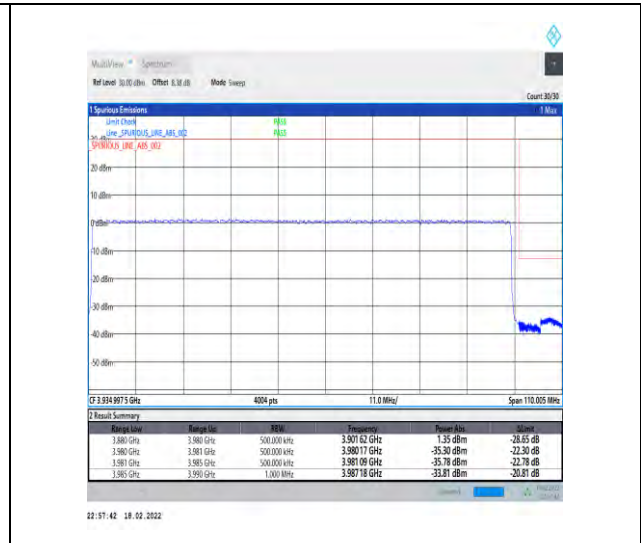 MultiView Spectrum
Ref Level 30.00 dBm Offset 8.38 dB Mode Sweep
Count 30/30
1 Spurious Emissions 1 Max
Limit Check PASS
Line _SPURIOUS_LINE_ABS_002 PASS
SPURIOUS_LINE_ABS_002
20 dBm
10 dBm
0 dBm
-10 dBm
-20 dBm
-30 dBm
-40 dBm
-50 dBm
CF 3.934 997 5 GHz 4004 pts 11.0 MHz/ Span 110.005 MHz
2 Result Summary
Range Low Range Up RBW Frequency Power Abs ΔLimit
3.880 GHz 3.980 GHz 500.000 kHz 3.901 62 GHz 1.35 dBm -28.65 dB
3.980 GHz 3.981 GHz 500.000 kHz 3.980 17 GHz -35.30 dBm -22.30 dB
3.981 GHz 3.985 GHz 500.000 kHz 3.981 09 GHz -35.78 dBm -22.78 dB
3.985 GHz 3.990 GHz 1.000 MHz 3.987 18 GHz -33.81 dBm -20.81 dB
22:57:42 18.02.2022